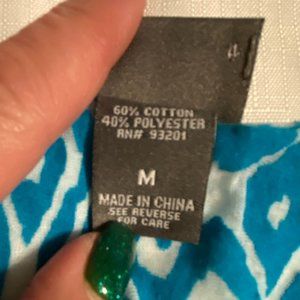 60% COTTON
40% POLYESTER
RN# 93201
M
MADE IN CHINA
SEE REVERSE
FOR CARE